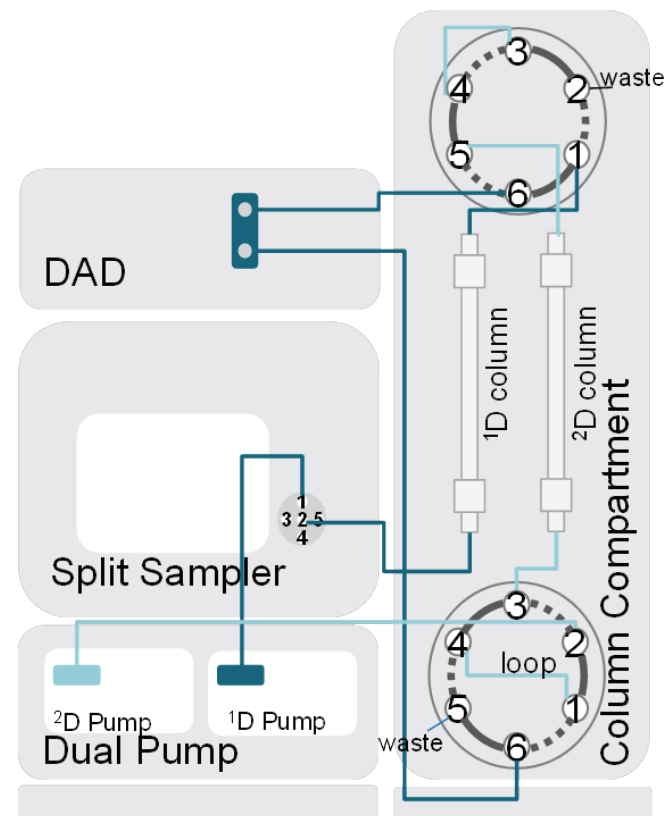 3
4
2
waste
5
1
6
DAD
¹D column
²D column
Column Compartment
1
3 2 5
4
Split Sampler
3
4
2
loop
5
1
waste
6
²D Pump
¹D Pump
Dual Pump